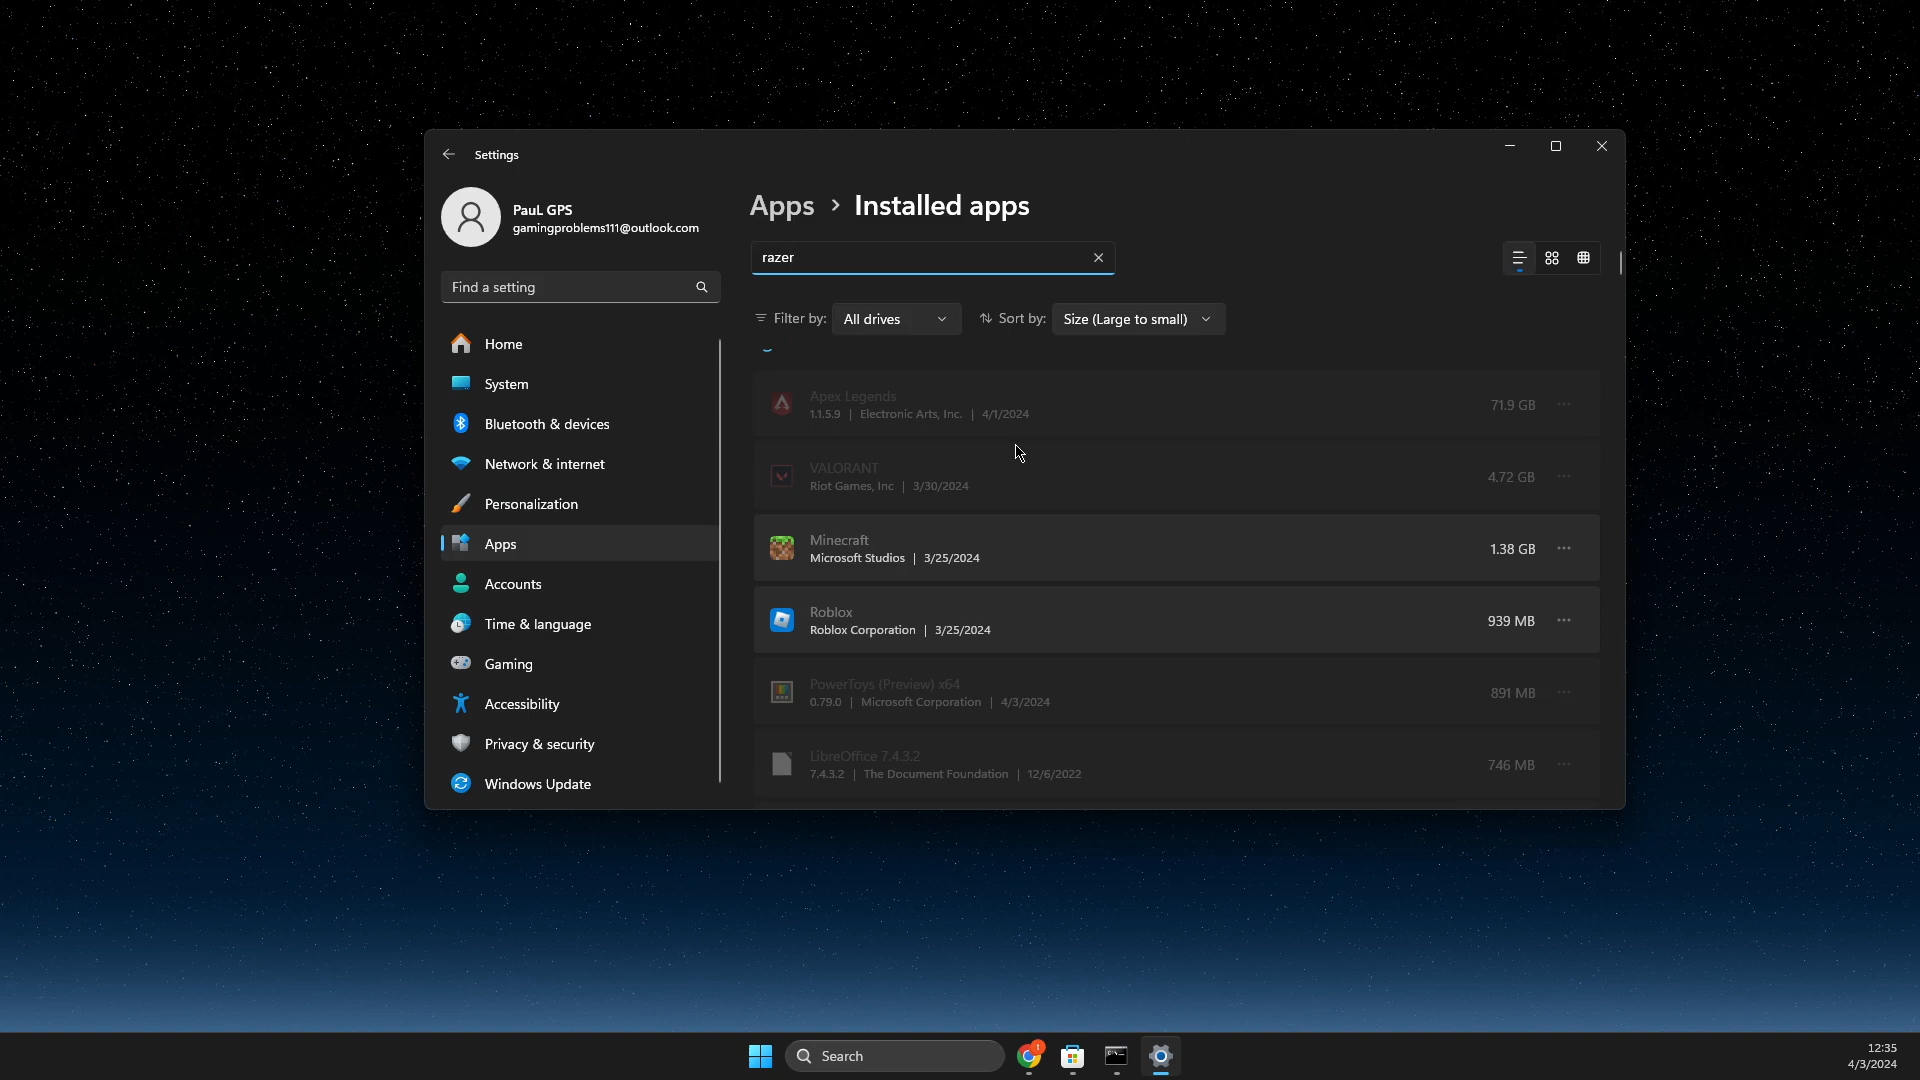 Settings
PauL GPS
gamingproblems111@outlook.com
Find a setting
Home
System
Bluetooth & devices
Network & internet
Personalization
Apps
Accounts
Time & language
Gaming
Accessibility
Privacy & security
Windows Update
Apps > Installed apps
razer
Filter by: All drives Sort by: Size (Large to small)
Apex Legends
1.1.5.9 | Electronic Arts, Inc. | 4/1/2024
71.9 GB
VALORANT
Riot Games, Inc | 3/30/2024
4.72 GB
Minecraft
Microsoft Studios | 3/25/2024
1.38 GB
Roblox
Roblox Corporation | 3/25/2024
939 MB
PowerToys (Preview) x64
0.79.0 | Microsoft Corporation | 4/3/2024
891 MB
LibreOffice 7.4.3.2
7.4.3.2 | The Document Foundation | 12/6/2022
746 MB
Search
12:35
4/3/2024